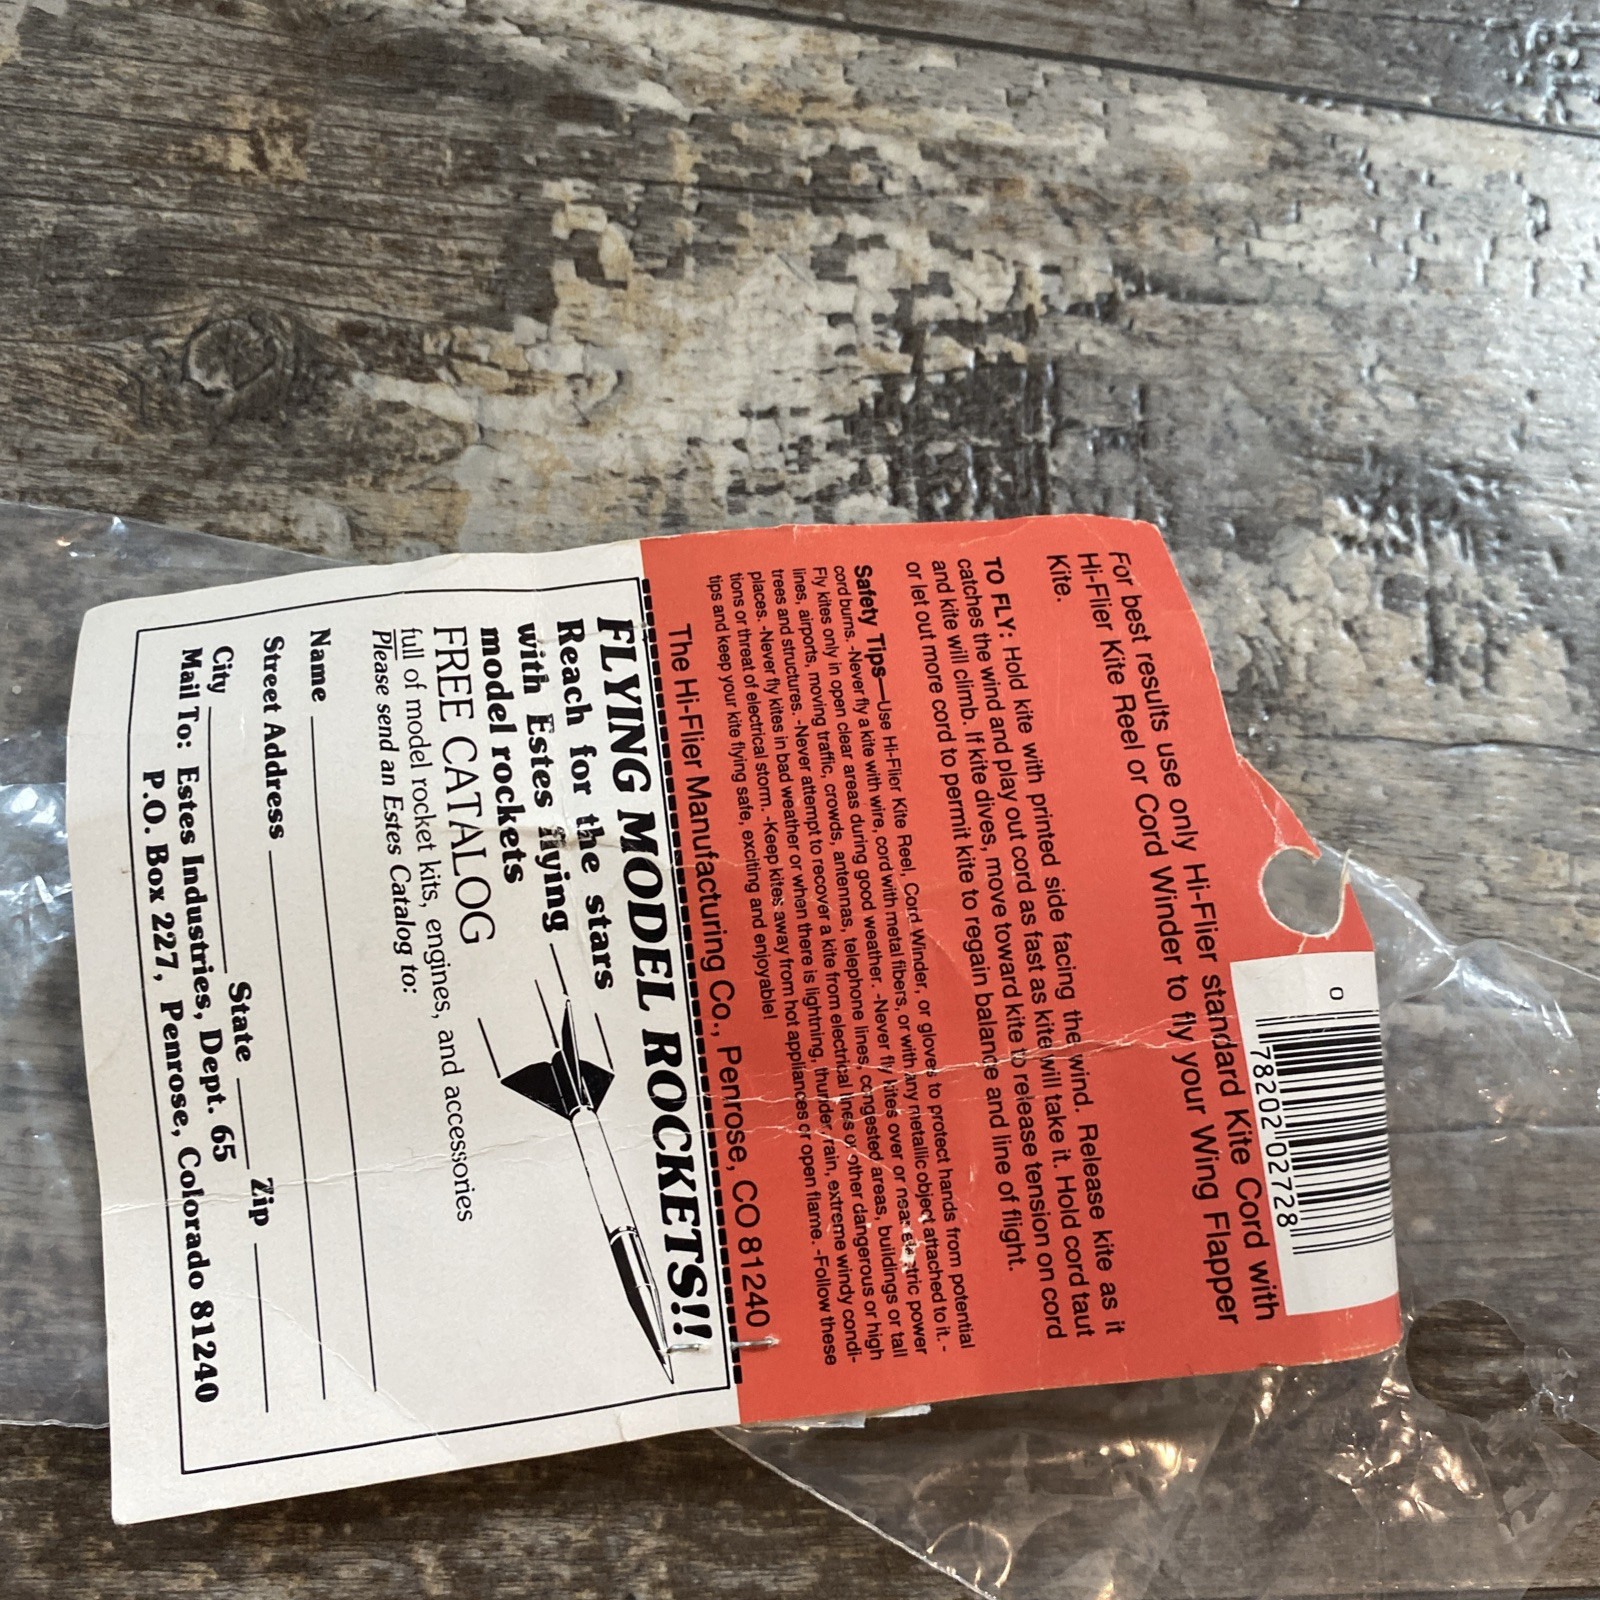 0 78202 02728
For best results use only Hi-Flier standard Kite Cord with
Hi-Flier Kite Reel or Cord Winder to fly your Wing Flapper
Kite.
TO FLY: Hold kite with printed side facing the wind. Release kite as it
catches the wind and play out cord as fast as kite will take it. Hold cord taut
and kite will climb. If kite dives, move toward kite to release tension on cord
or let out more cord to permit kite to regain balance and line of flight.
Safety Tips—Use Hi-Flier Kite Reel, Cord Winder, or gloves to protect hands from potential
cord burns. -Never fly a kite with wire, cord with metal fibers, or with any metallic object attached to it. -
Fly kites only in open clear areas during good weather. -Never fly kites over or near electric power
lines, airports, moving traffic, crowds, antennas, telephone lines, congested areas, buildings or tall
trees and structures. -Never attempt to recover a kite from electrical lines or other dangerous or high
places. -Never fly kites in bad weather or when there is lightning, thunder, rain, extreme windy condi-
tions or threat of electrical storm. -Keep kites away from hot appliances or open flame. -Follow these
tips and keep your kite flying safe, exciting and enjoyable!
The Hi-Flier Manufacturing Co., Penrose, CO 81240
FLYING MODEL ROCKETS!!
Reach for the stars
with Estes flying
model rockets
FREE CATALOG
full of model rocket kits, engines, and accessories
Please send an Estes Catalog to:
Name
Street Address
City State Zip
Mail To: Estes Industries, Dept. 65
P.O. Box 227, Penrose, Colorado 81240